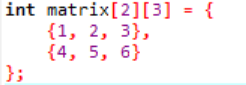 int matrix[2][3] = {
    {1, 2, 3},
    {4, 5, 6}
};